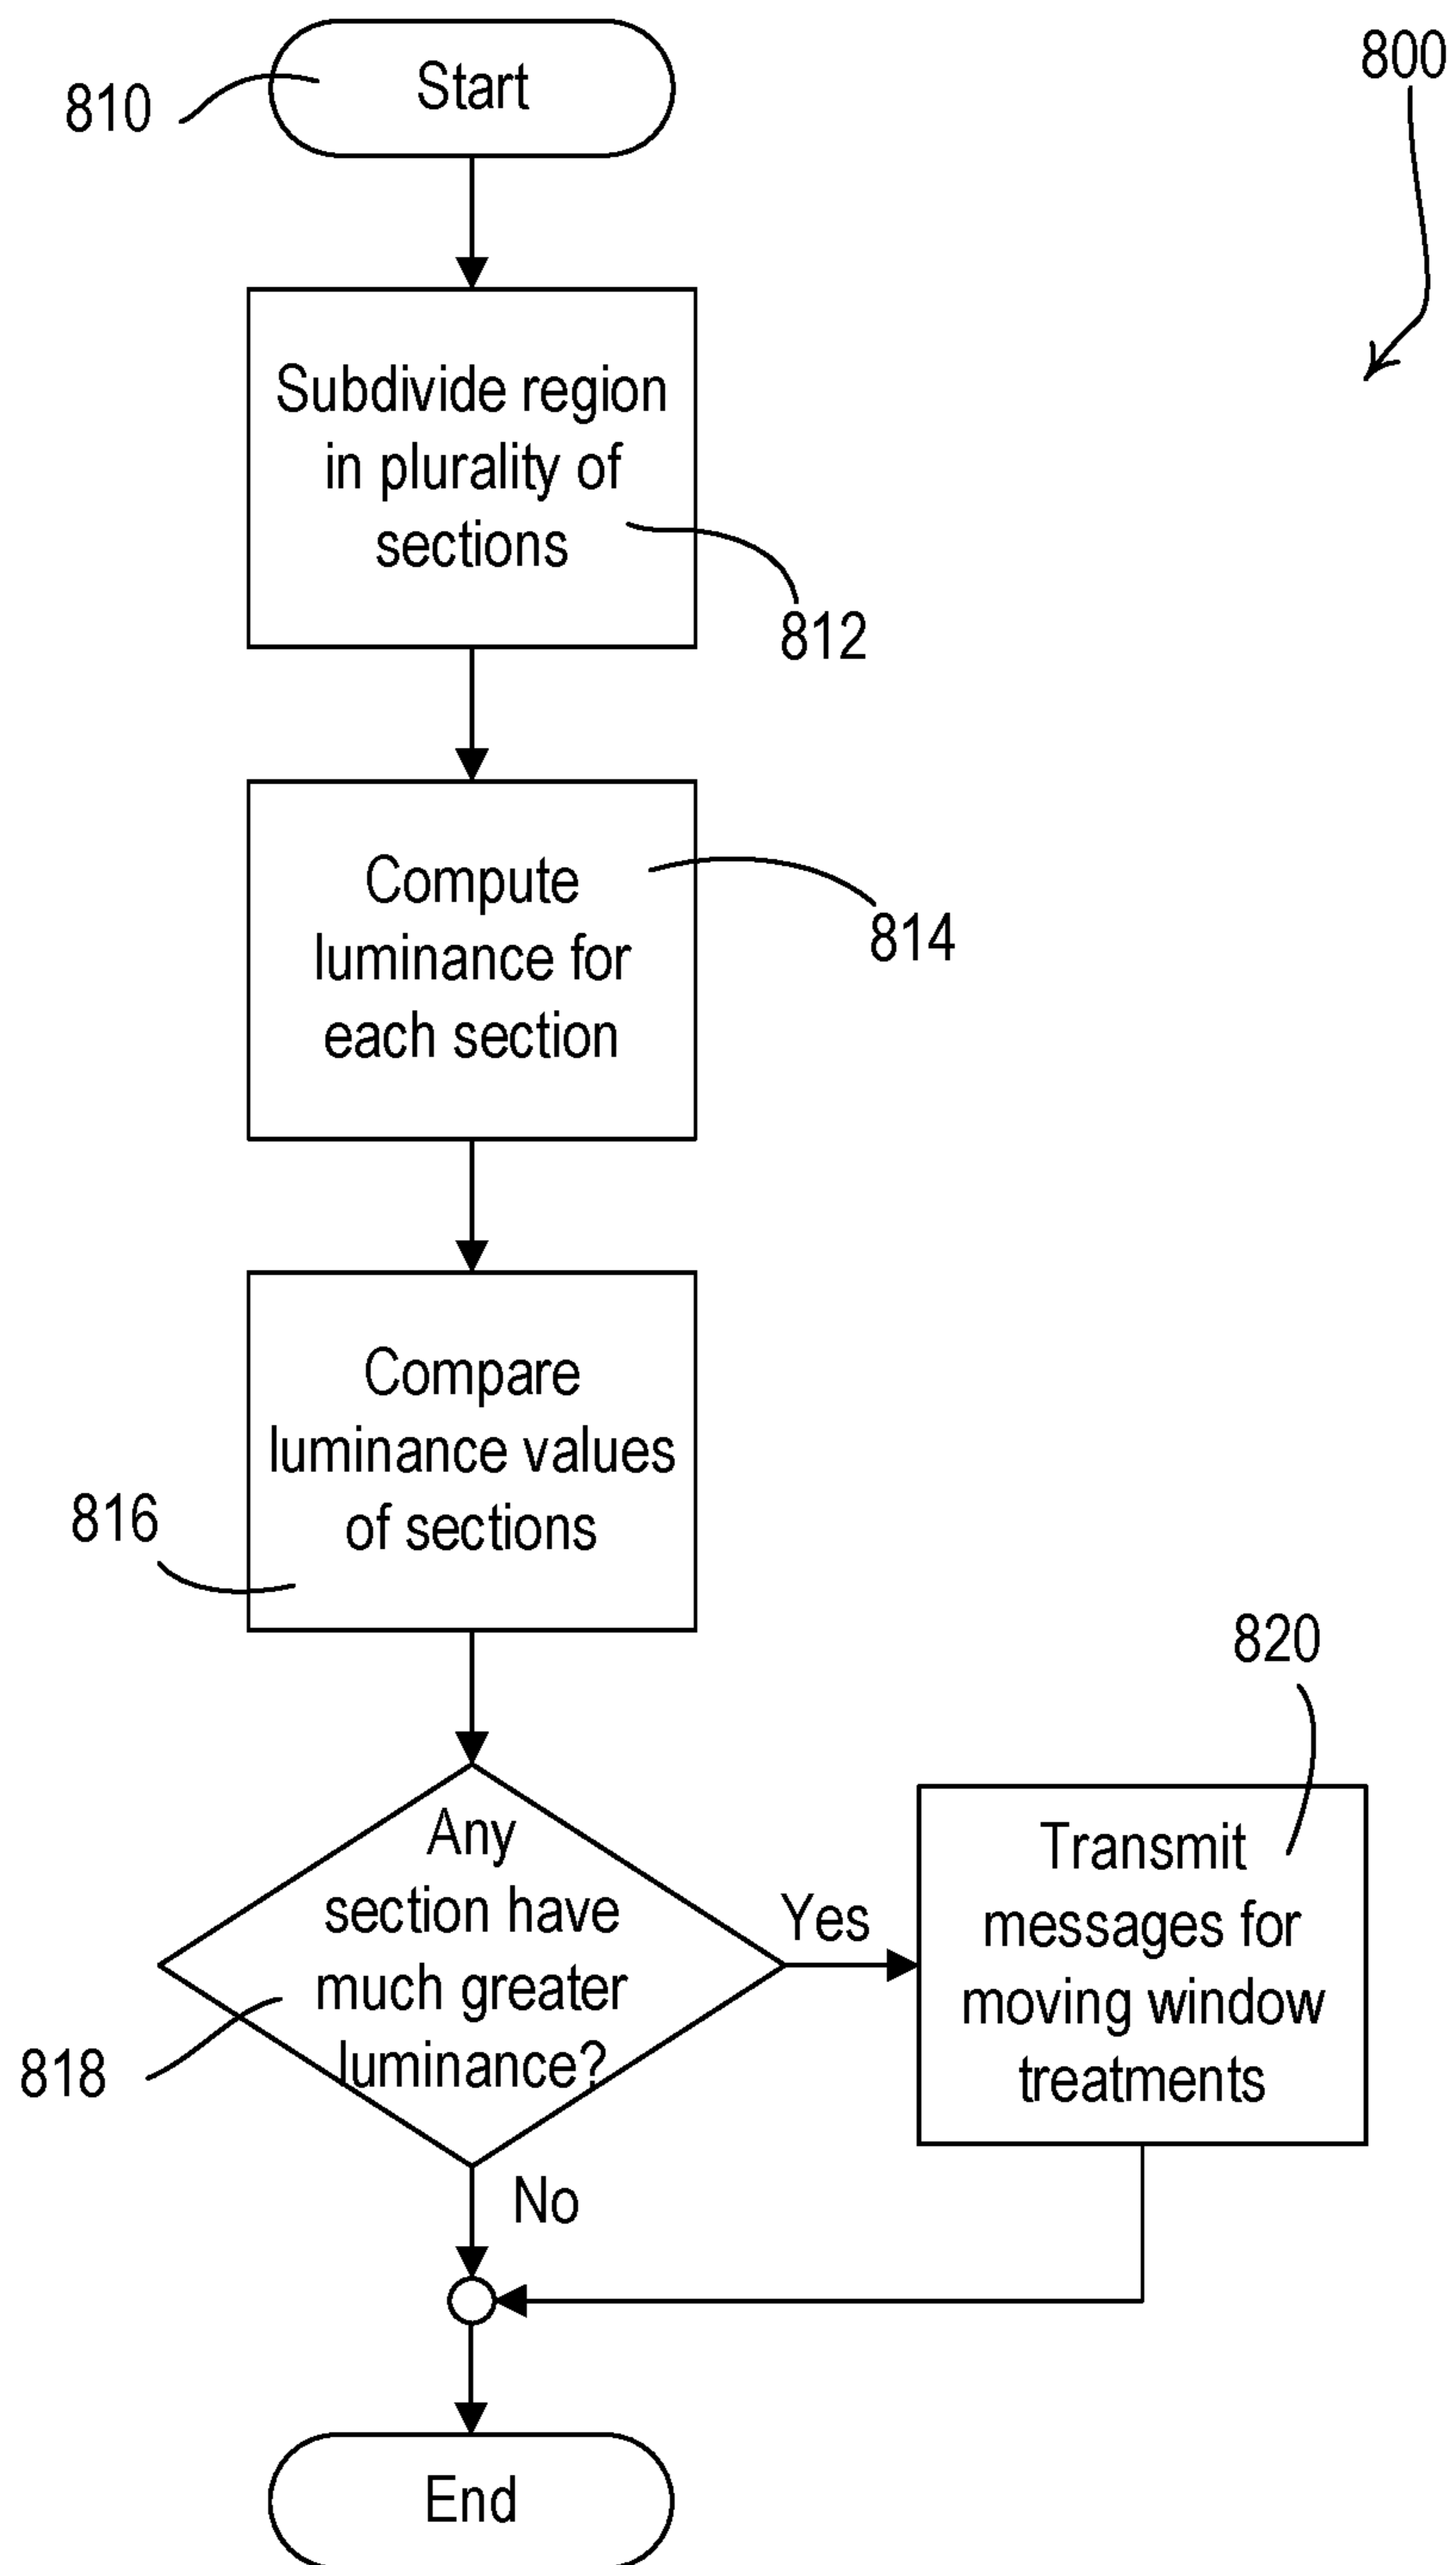 800
810
Start
Subdivide region
in plurality of
sections
812
Compute
luminance for
each section
814
Compare
luminance values
of sections
816
Any
section have
much greater
luminance?
818
Yes
820
Transmit
messages for
moving window
treatments
No
End